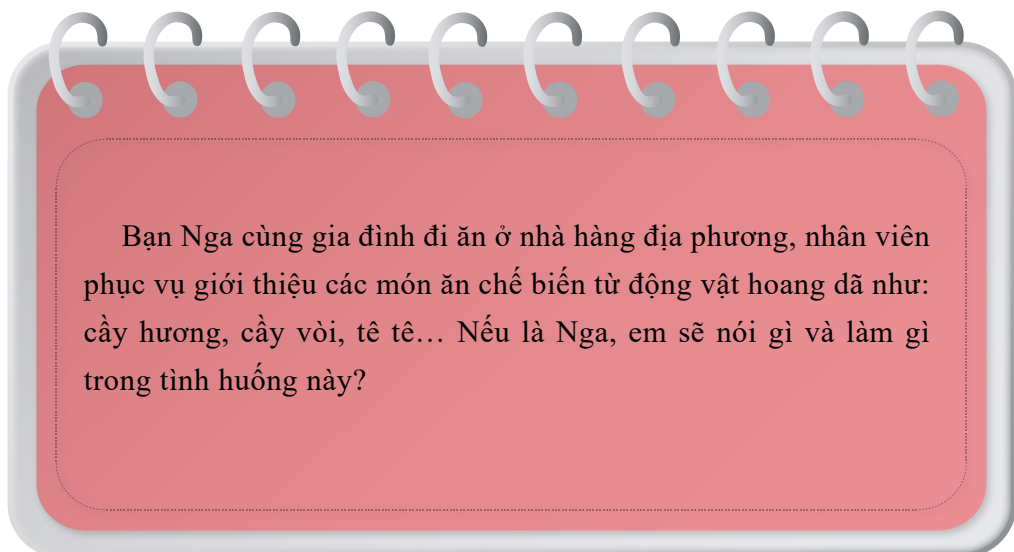 Bạn Nga cùng gia đình đi ăn ở nhà hàng địa phương, nhân viên
phục vụ giới thiệu các món ăn chế biến từ động vật hoang dã như:
cầy hương, cầy vòi, tê tê… Nếu là Nga, em sẽ nói gì và làm gì
trong tình huống này?